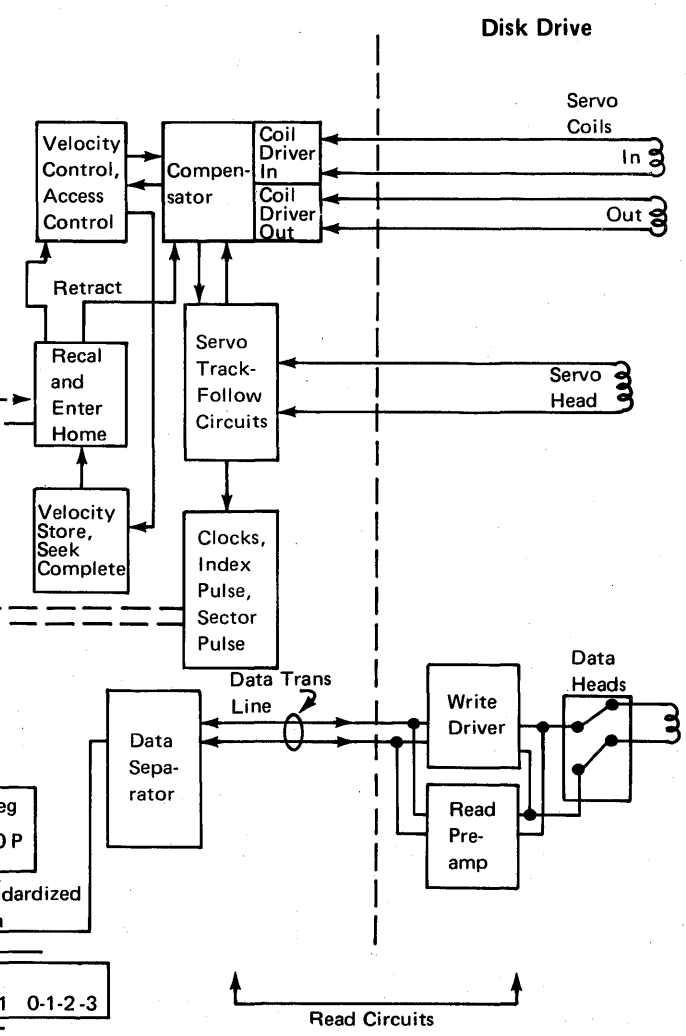 Disk Drive
Servo
Coils
In
Out
Velocity
Control,
Access
Control
Compen-
sator
Coil
Driver
In
Coil
Driver
Out
Retract
Recal
and
Enter
Home
Servo
Track-
Follow
Circuits
Servo
Head
Velocity
Store,
Seek
Complete
Clocks,
Index
Pulse,
Sector
Pulse
Data Trans
Line
Data
Heads
Write
Driver
Data
Sepa-
rator
Read
Pre-
amp
eg
P
dardized
0-1-2-3
Read Circuits